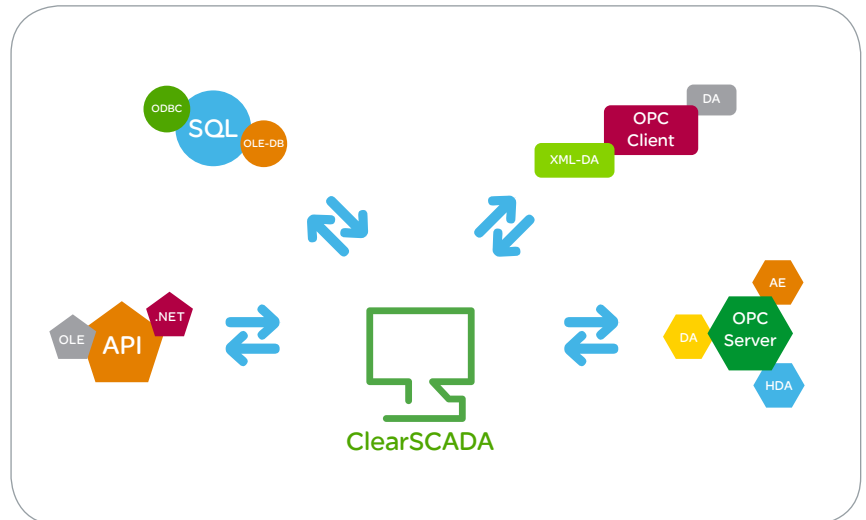 ODBC
SQL
OLE-DB
DA
OPC
Client
XML-DA
OLE
API
.NET
AE
OPC
Server
DA
HDA
ClearSCADA